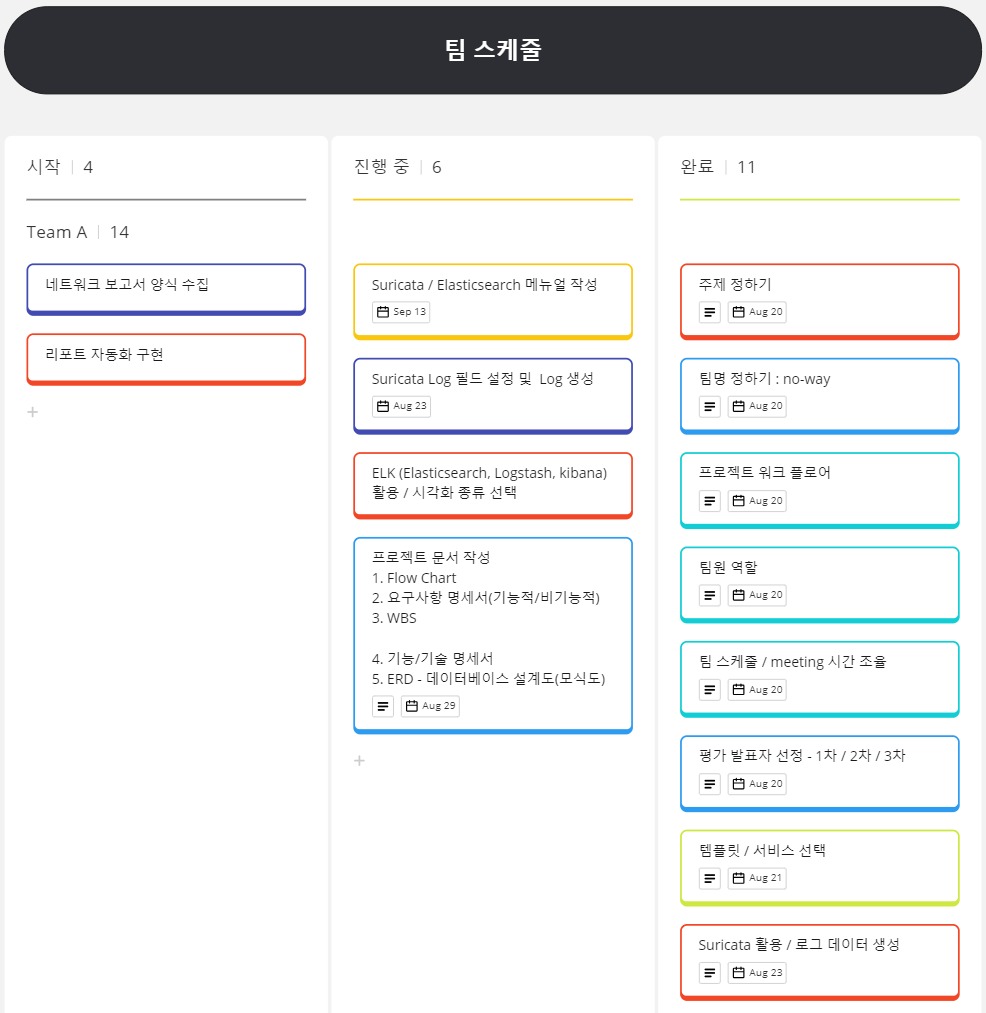 팀 스케줄
시작 | 4
Team A | 14
네트워크 보고서 양식 수집
리포트 자동화 구현
+
진행 중 | 6
Suricata / Elasticsearch 메뉴얼 작성
Sep 13
Suricata Log 필드 설정 및 Log 생성
Aug 23
ELK (Elasticsearch, Logstash, kibana)
활용 / 시각화 종류 선택
프로젝트 문서 작성
1. Flow Chart
2. 요구사항 명세서(기능적/비기능적)
3. WBS
4. 기능/기술 명세서
5. ERD - 데이터베이스 설계도(모식도)
Aug 29
+
완료 | 11
주제 정하기
Aug 20
팀명 정하기 : no-way
Aug 20
프로젝트 워크 플로어
Aug 20
팀원 역할
Aug 20
팀 스케줄 / meeting 시간 조율
Aug 20
평가 발표자 선정 - 1차 / 2차 / 3차
Aug 20
템플릿 / 서비스 선택
Aug 21
Suricata 활용 / 로그 데이터 생성
Aug 23